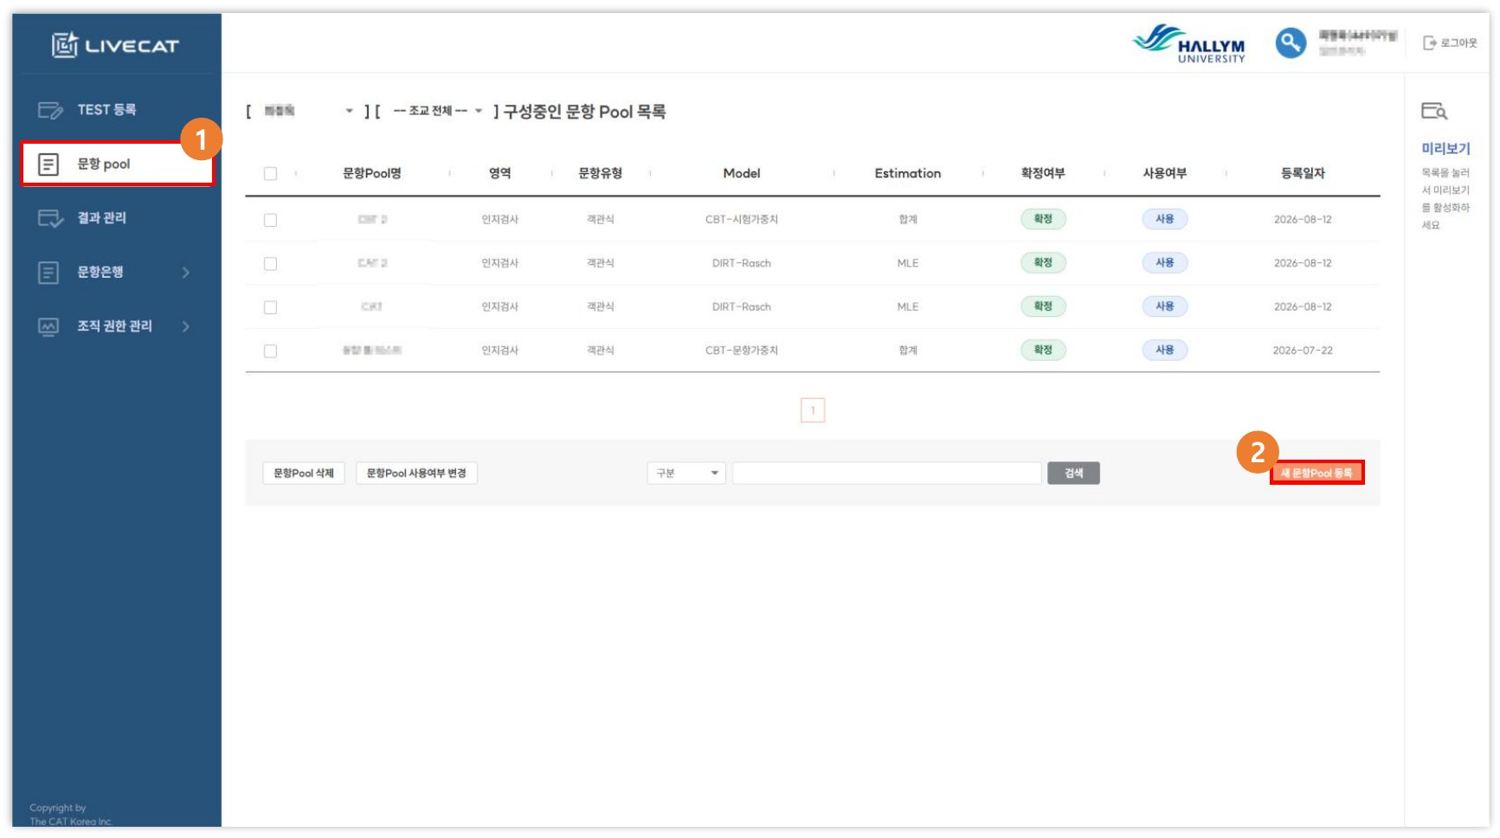 LIVECAT
HALLYM
UNIVERSITY
로그아웃
TEST 등록
1
문항 pool
결과 관리
문항은행
조직 권한 관리
[ ] [ -- 조교 전체 -- ] 구성중인 문항 Pool 목록
문항Pool명 영역 문항유형 Model Estimation 확정여부 사용여부 등록일자
인지검사 객관식 CBT-시험가중치 합계 확정 사용 2026-08-12
인지검사 객관식 DIRT-Rasch MLE 확정 사용 2026-08-12
인지검사 객관식 DIRT-Rasch MLE 확정 사용 2026-08-12
인지검사 객관식 CBT-문항가중치 합계 확정 사용 2026-07-22
1
2
문항Pool 삭제 문항Pool 사용여부 변경 구분 검색 새 문항Pool 등록
미리보기
목록을 눌러
서 미리보기
를 활성화하
세요
Copyright by
The CAT Korea Inc.